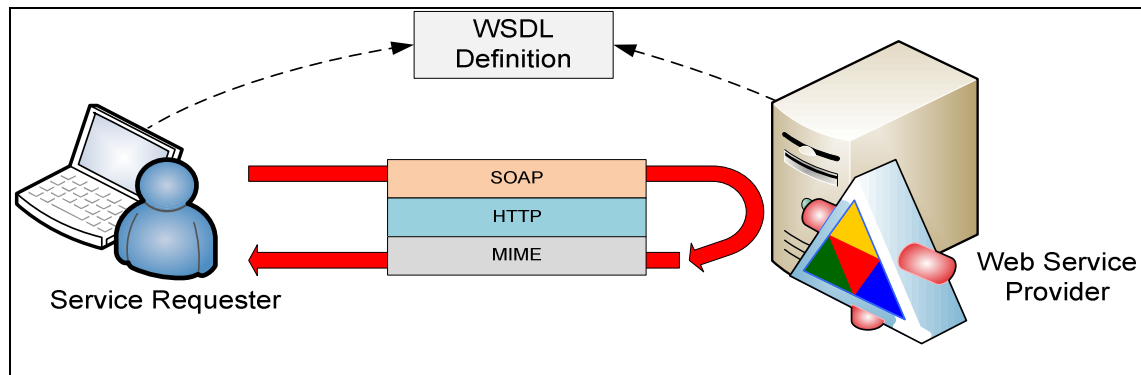 WSDL
Definition
SOAP
HTTP
MIME
Service Requester
Web Service
Provider